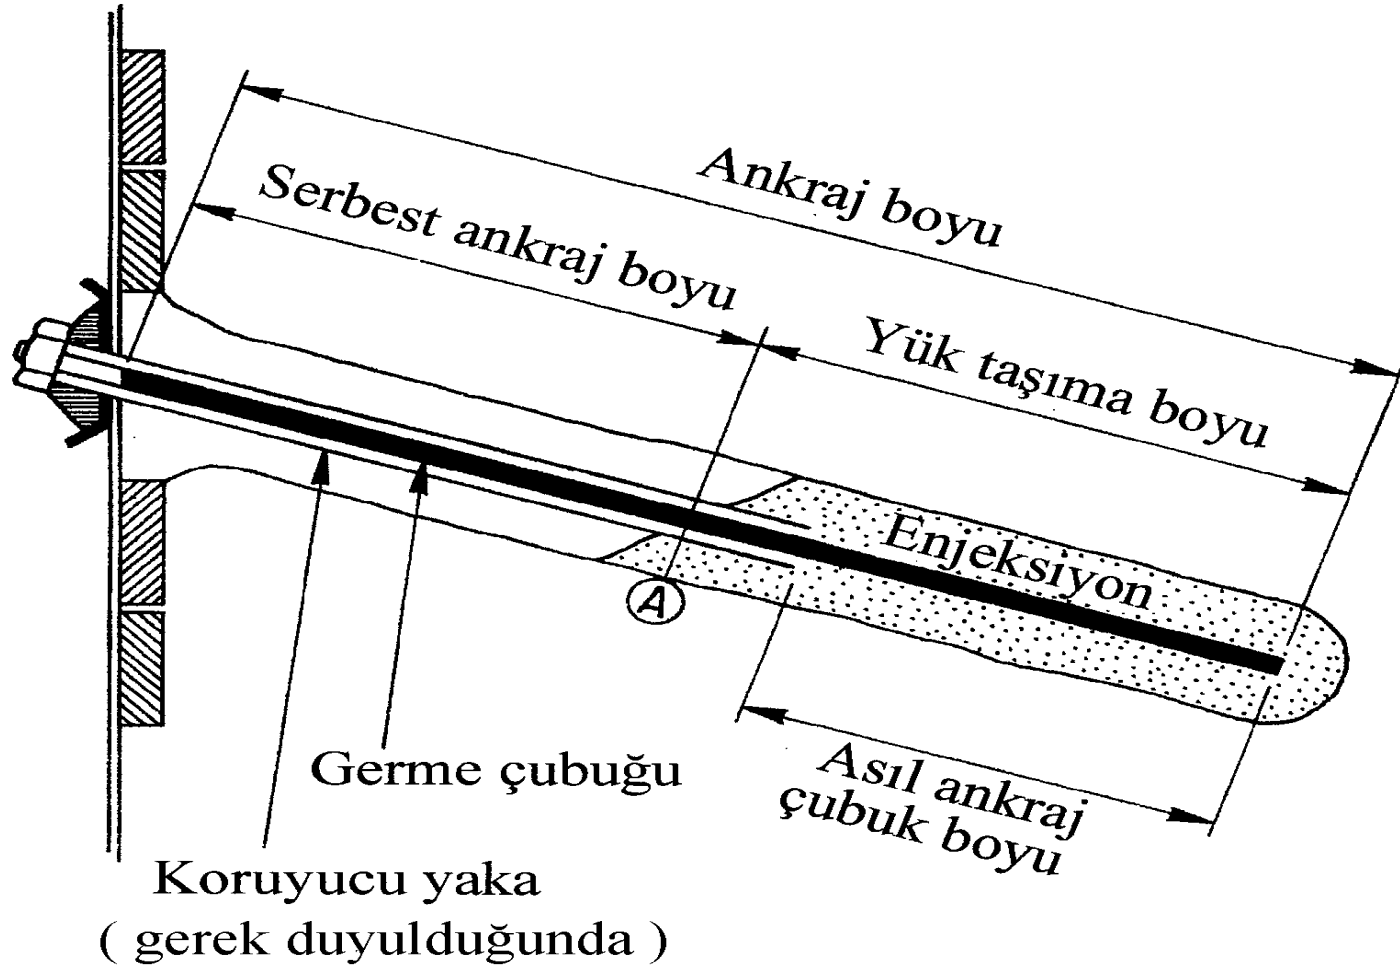 Ankraj boyu
Serbest ankraj boyu
Yük taşıma boyu
Enjeksiyon
A
Germe çubuğu
Asıl ankraj
çubuk boyu
Koruyucu yaka
( gerek duyulduğunda )